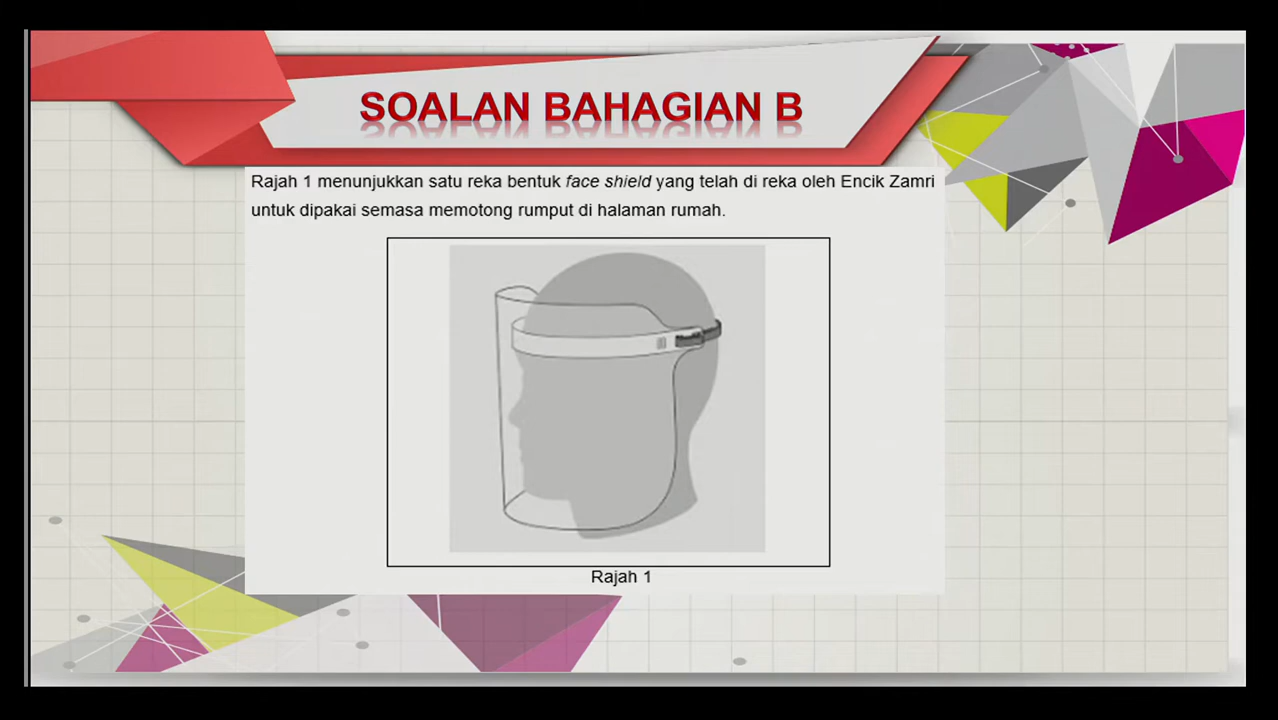 SOALAN BAHAGIAN B
Rajah 1 menunjukkan satu reka bentuk face shield yang telah di reka oleh Encik Zamri
untuk dipakai semasa memotong rumput di halaman rumah.
Rajah 1